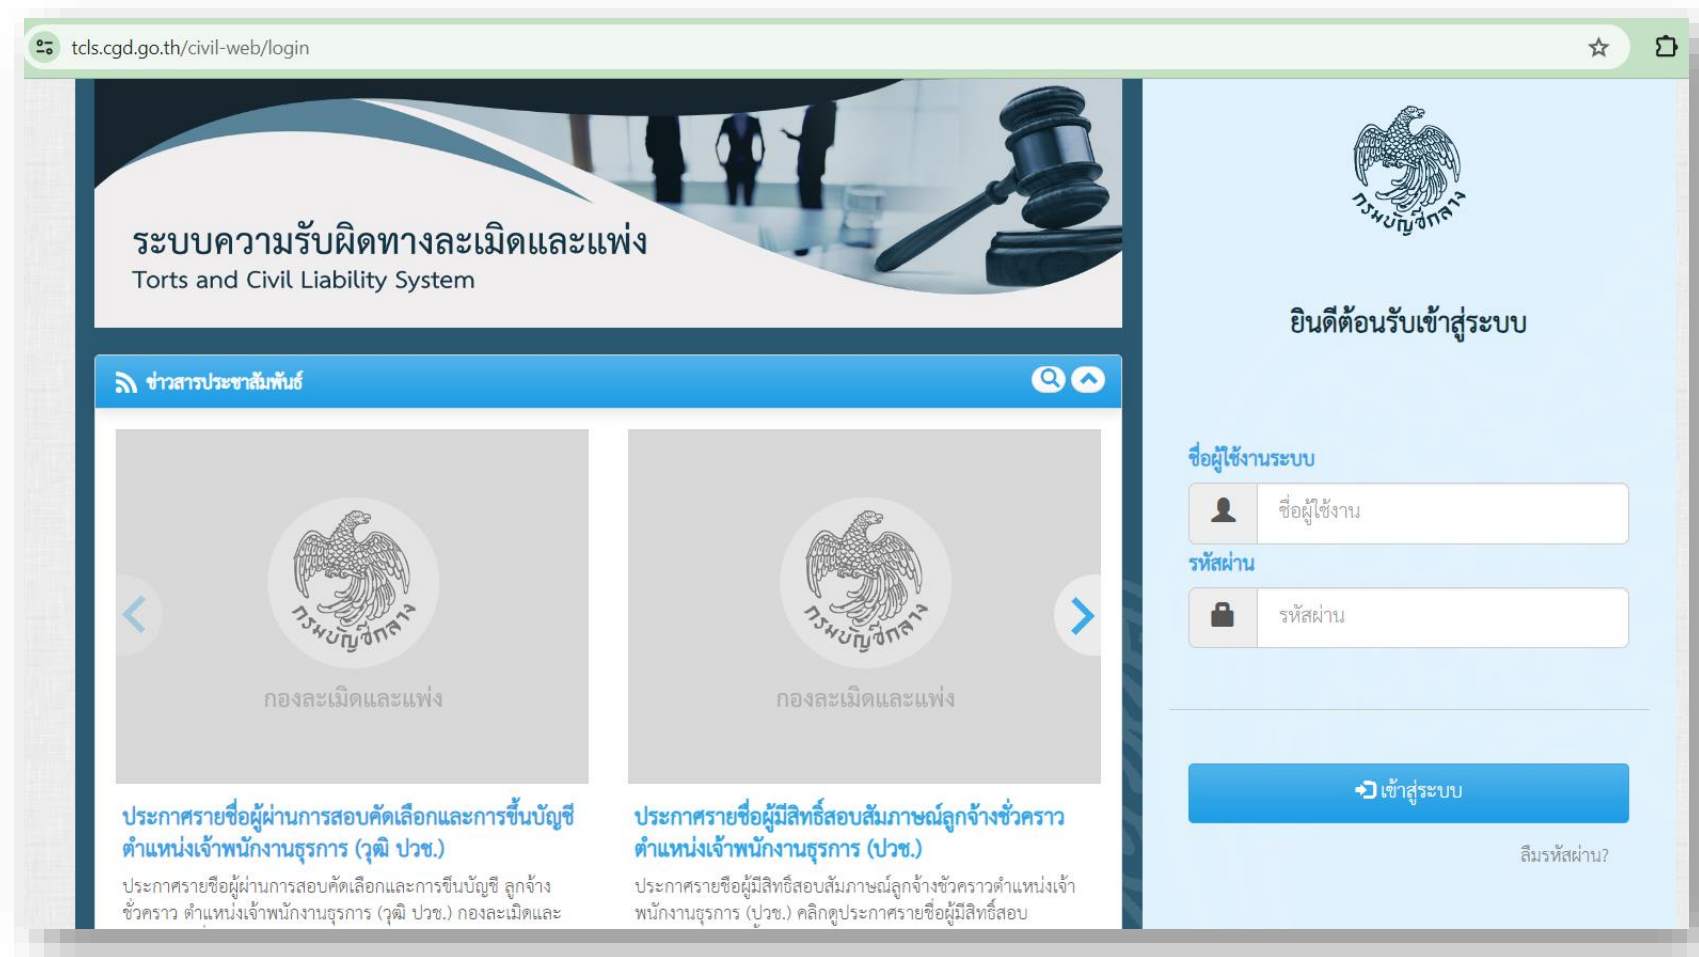 tcls.cgd.go.th/civil-web/login
ระบบความรับผิดทางละเมิดและแพ่ง
Torts and Civil Liability System
ข่าวสารประชาสัมพันธ์
กรมบัญชีกลาง
กองละเมิดและแพ่ง
ประกาศรายชื่อผู้ผ่านการสอบคัดเลือกและการขึ้นบัญชี
ตำแหน่งเจ้าพนักงานธุรการ (วุฒิ ปวช.)
ประกาศรายชื่อผู้ผ่านการสอบคัดเลือกและการขึ้นบัญชี ลูกจ้าง
ชั่วคราว ตำแหน่งเจ้าพนักงานธุรการ (วุฒิ ปวช.) กองละเมิดและ
กรมบัญชีกลาง
กองละเมิดและแพ่ง
ประกาศรายชื่อผู้มีสิทธิ์สอบสัมภาษณ์ลูกจ้างชั่วคราว
ตำแหน่งเจ้าพนักงานธุรการ (ปวช.)
ประกาศรายชื่อผู้มีสิทธิ์สอบสัมภาษณ์ลูกจ้างชั่วคราวตำแหน่งเจ้า
พนักงานธุรการ (ปวช.) คลิกดูประกาศรายชื่อผู้มีสิทธิ์สอบ
กรมบัญชีกลาง
ยินดีต้อนรับเข้าสู่ระบบ
ชื่อผู้ใช้งานระบบ
ชื่อผู้ใช้งาน
รหัสผ่าน
รหัสผ่าน
เข้าสู่ระบบ
ลืมรหัสผ่าน?